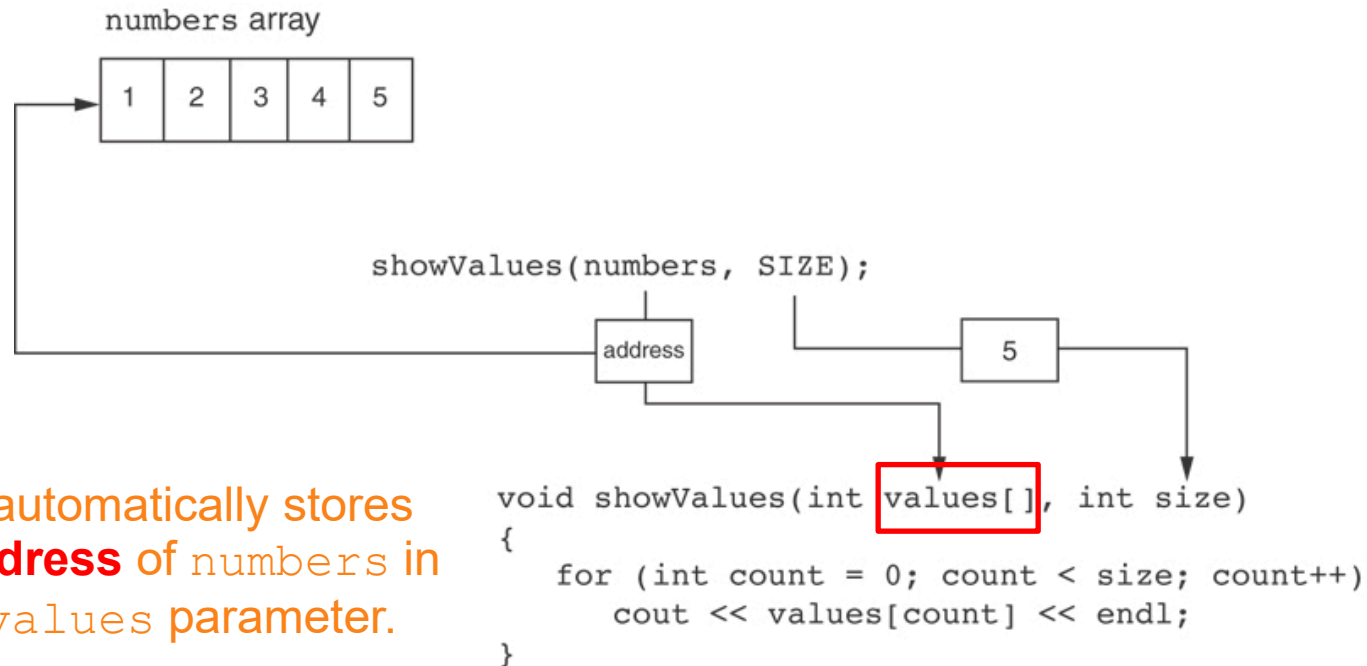 numbers array
1 2 3 4 5
showValues(numbers, SIZE);
address
5
automatically stores
dress of numbers in
values parameter.
void showValues(int values[], int size)
{
for (int count = 0; count < size; count++)
cout << values[count] << endl;
}